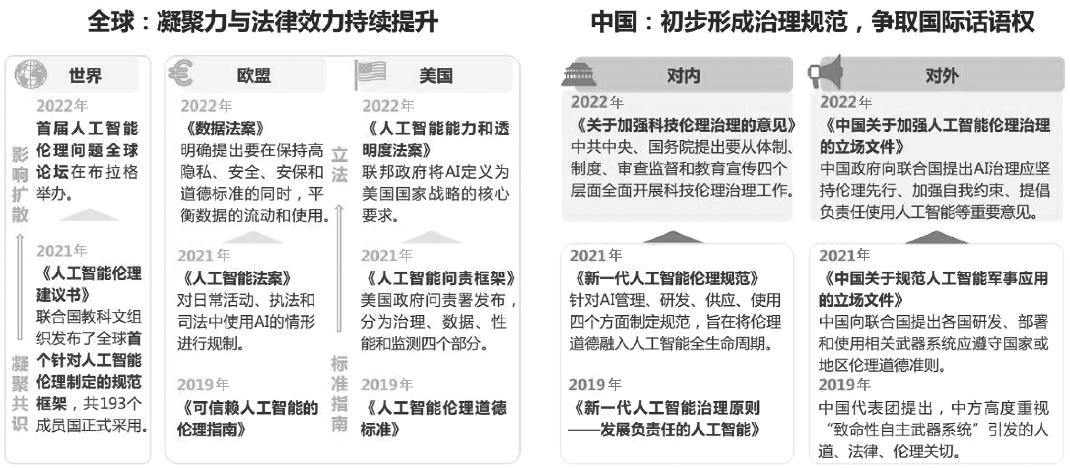 全球：凝聚力与法律效力持续提升
世界
2022年
首届人工智能
伦理问题全球
论坛在布拉格
举办。
影响扩散
2021年
《人工智能伦理
建议书》
联合国教科文组
织发布了全球首
个针对人工智能
伦理制定的规范
框架，共193个
成员国正式采用。
凝聚共识
欧盟
2022年
《数据法案》
明确提出要在保持高
隐私、安全、安保和
道德标准的同时，平
衡数据的流动和使用。
2021年
《人工智能法案》
对日常活动、执法和
司法中使用AI的情形
进行规制。
2019年
《可信赖人工智能的
伦理指南》
立法
标准指南
美国
2022年
《人工智能能力和透
明度法案》
联邦政府将AI定义为
美国国家战略的核心
要求。
2021年
《人工智能问责框架》
美国政府问责署发布，
分为治理、数据、性
能和监测四个部分。
2019年
《人工智能伦理道德
标准》
中国：初步形成治理规范，争取国际话语权
对内
2022年
《关于加强科技伦理治理的意见》
中共中央、国务院提出要从体制、
制度、审查监督和教育宣传四个
层面全面开展科技伦理治理工作。
2021年
《新一代人工智能伦理规范》
针对AI管理、研发、供应、使用
四个方面制定规范，旨在将伦理
道德融入人工智能全生命周期。
2019年
《新一代人工智能治理原则
——发展负责任的人工智能》
对外
2022年
《中国关于加强人工智能伦理治理
的立场文件》
中国政府向联合国提出AI治理应坚
持伦理先行、加强自我约束、提倡
负责任使用人工智能等重要意见。
2021年
《中国关于规范人工智能军事应用
的立场文件》
中国向联合国提出各国研发、部署
和使用相关武器系统应遵守国家或
地区伦理道德准则。
2019年
中国代表团提出，中方高度重视
“致命性自主武器系统”引发的人
道、法律、伦理关切。